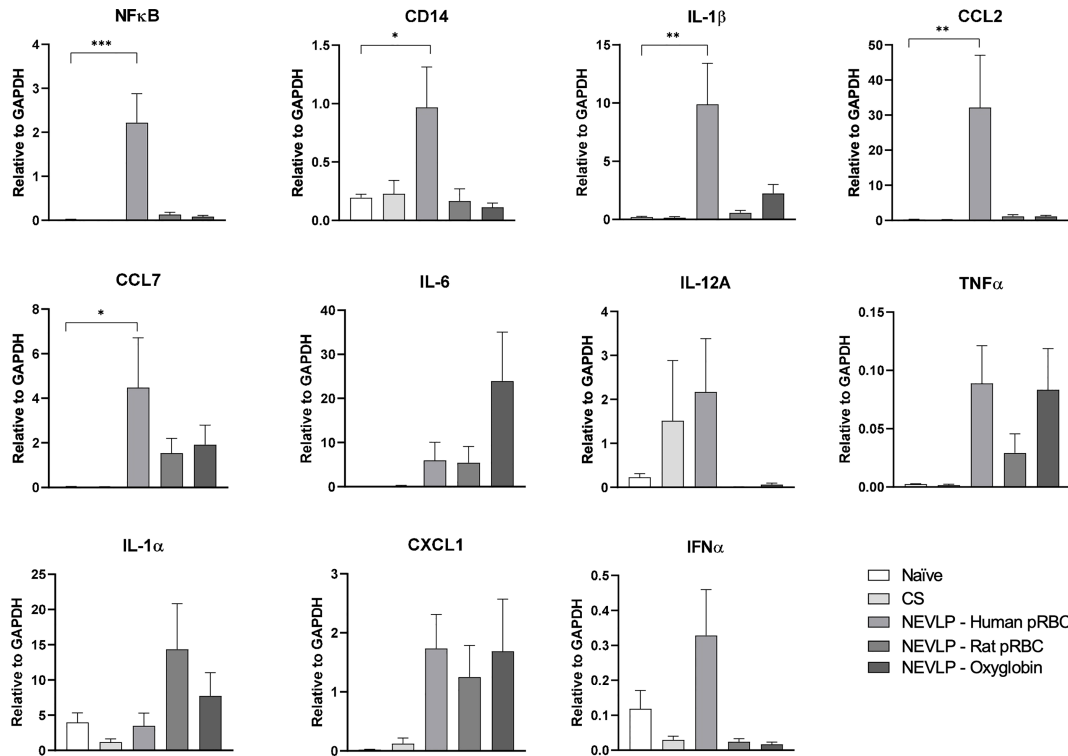 NFκB
CD14
IL-1β
CCL2
***
*
**
**
Relative to GAPDH
4
3
2
1
0
Relative to GAPDH
1.5
1.0
0.5
0.0
Relative to GAPDH
15
10
5
0
Relative to GAPDH
50
40
30
20
10
0
CCL7
IL-6
IL-12A
TNFα
*
Relative to GAPDH
8
6
4
2
0
Relative to GAPDH
40
30
20
10
0
Relative to GAPDH
4
3
2
1
0
Relative to GAPDH
0.15
0.10
0.05
0.00
IL-1α
CXCL1
IFNα
Relative to GAPDH
25
20
15
10
5
0
Relative to GAPDH
3
2
1
0
Relative to GAPDH
0.5
0.4
0.3
0.2
0.1
0.0
Naïve
CS
NEVLP - Human pRBC
NEVLP - Rat pRBC
NEVLP - Oxyglobin